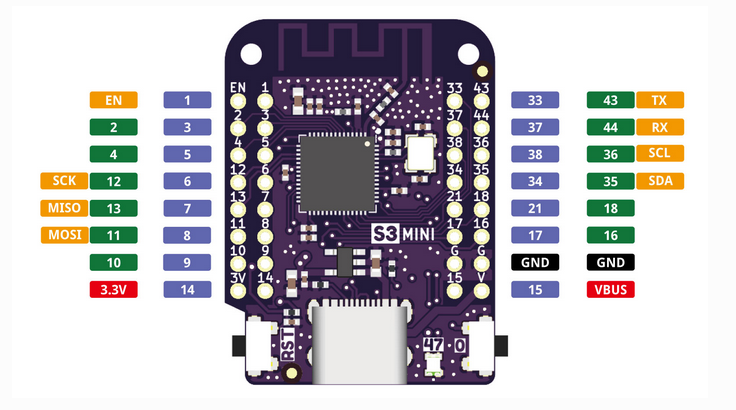 EN 1
33 43
EN 1 33 43 TX
2 3
37 44
2 3 37 44 RX
4 5
38 36
4 5 38 36 SCL
12 6
34 35
SCK 12 6 34 35 SDA
13 7
21 18
MISO 13 7 21 18
11 8
17 16
S3 MINI
MOSI 11 8 17 16
10 9
G G
10 9 GND GND
3V 14
15 V
3.3V 14 15 VBUS
RST
47 0